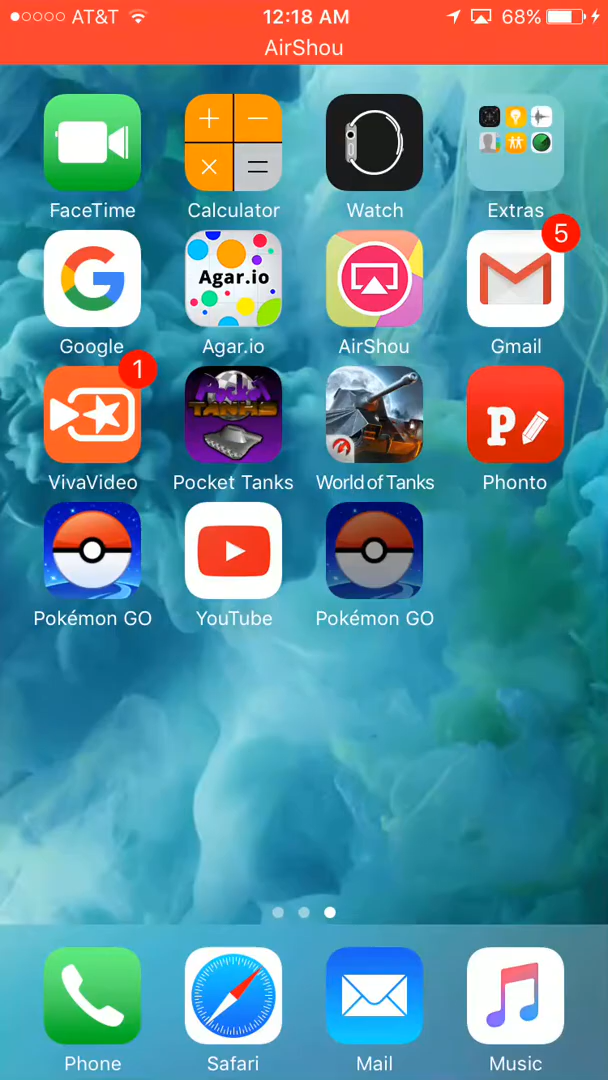 AT&T 12:18 AM 68%
AirShou
FaceTime Calculator Watch Extras
5
Agar.io
Google Agar.io AirShou Gmail
1
TANKS
P
VivaVideo Pocket Tanks World of Tanks Phonto
Pokémon GO YouTube Pokémon GO
Phone Safari Mail Music